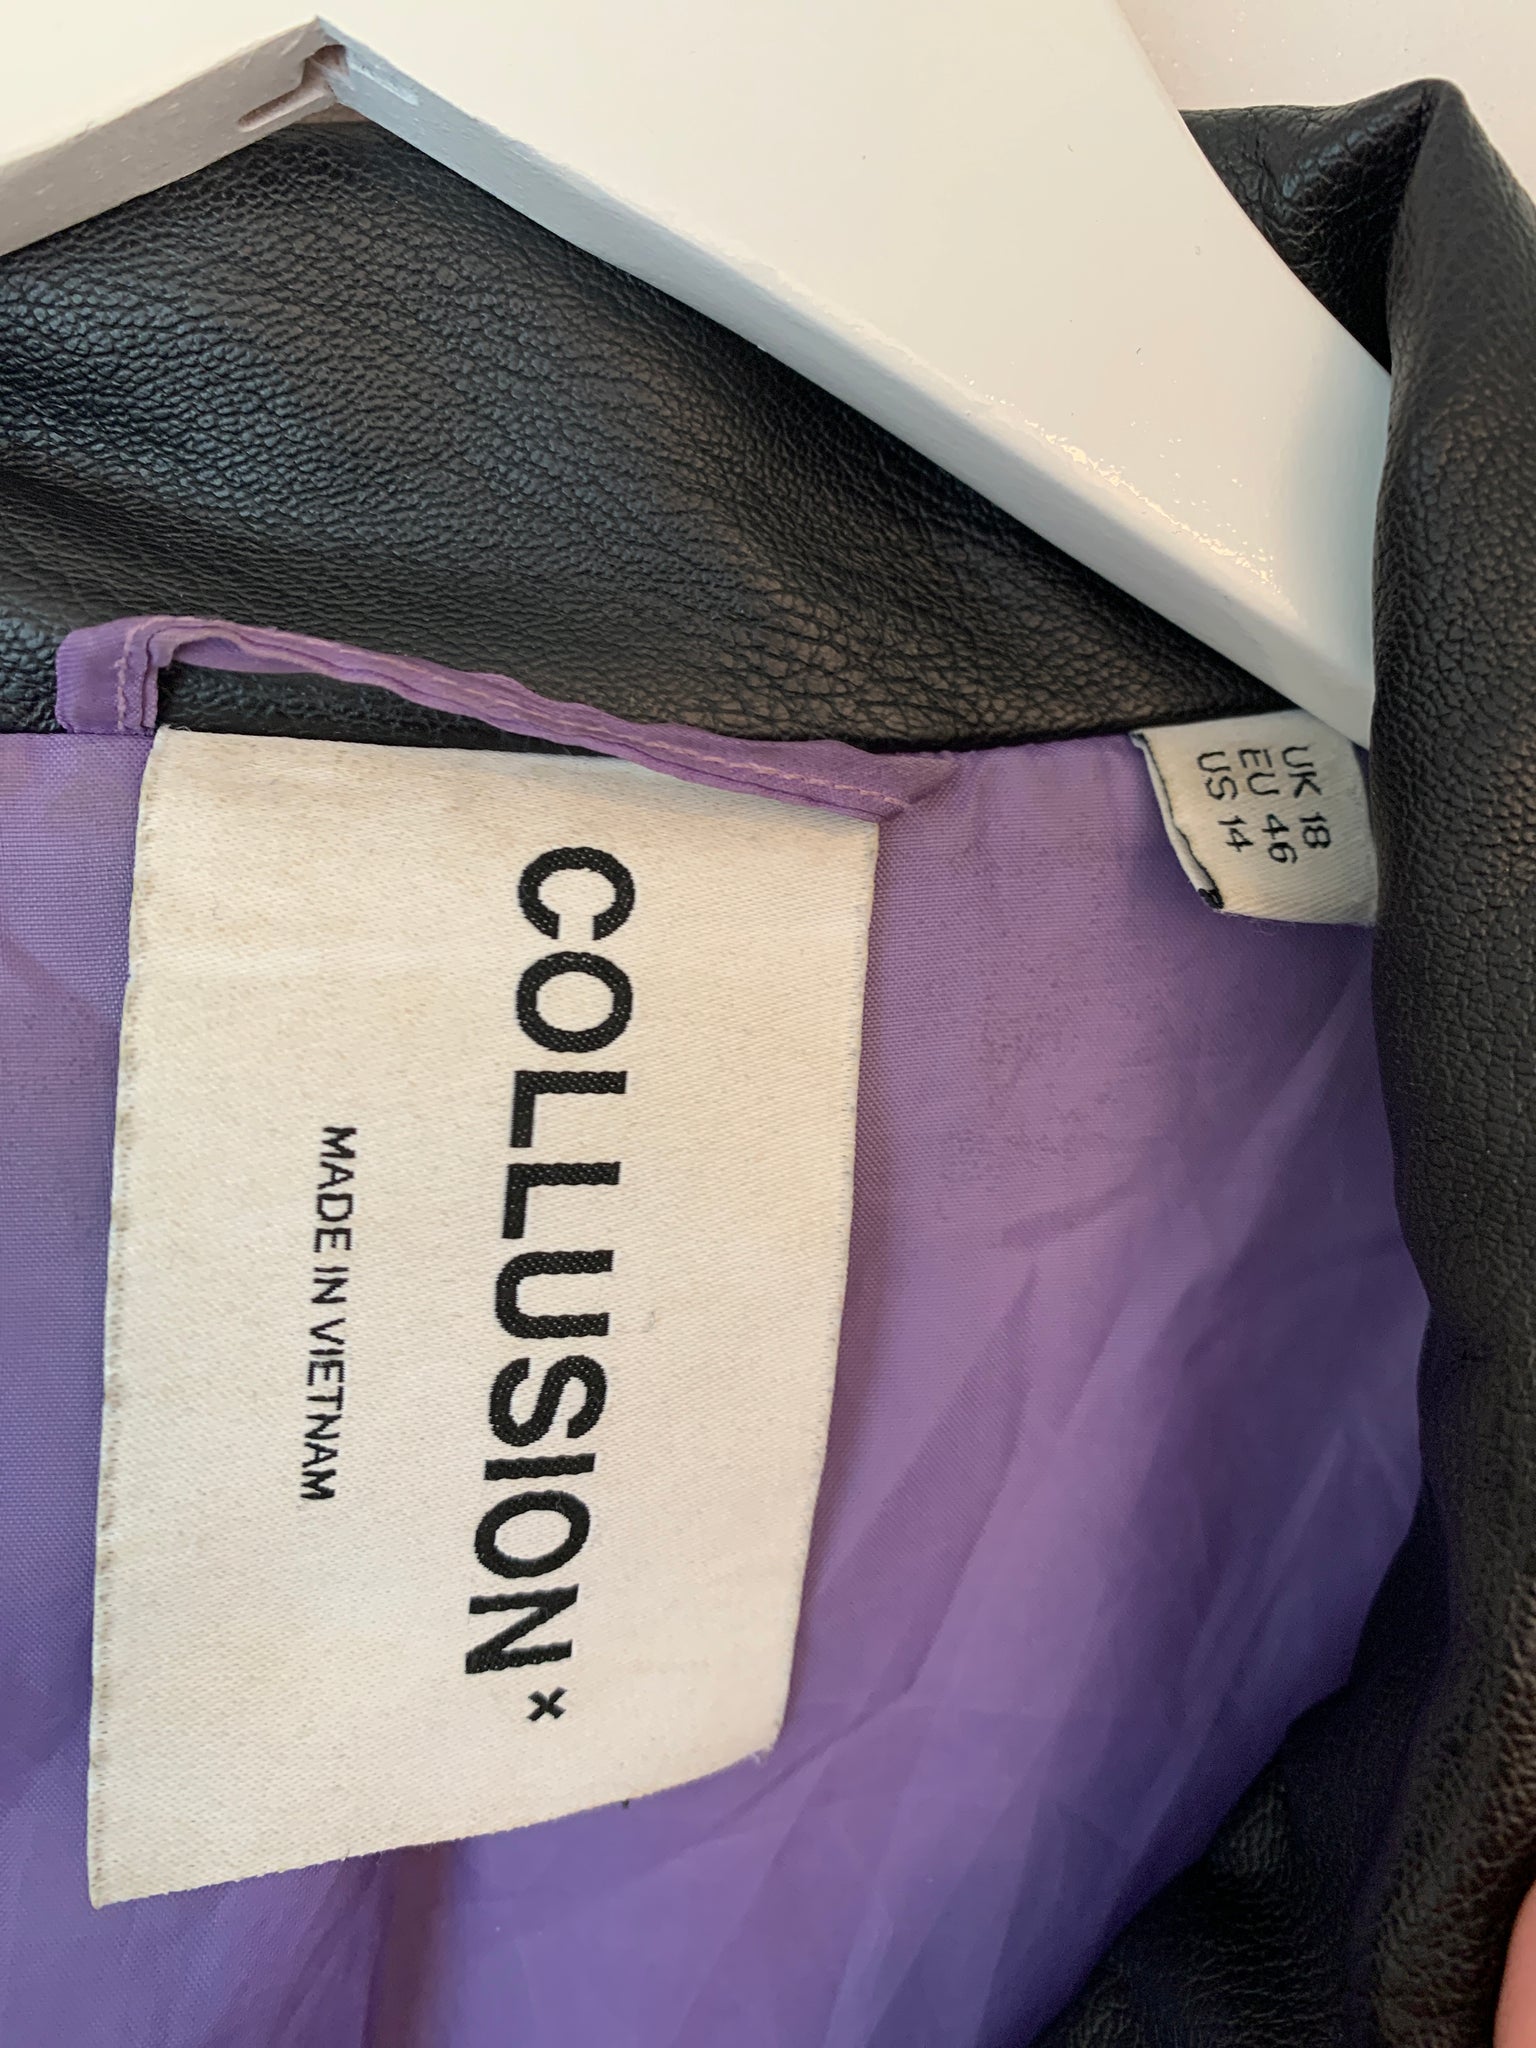 COLLUSION x
MADE IN VIETNAM
UK 18
EU 46
US 14